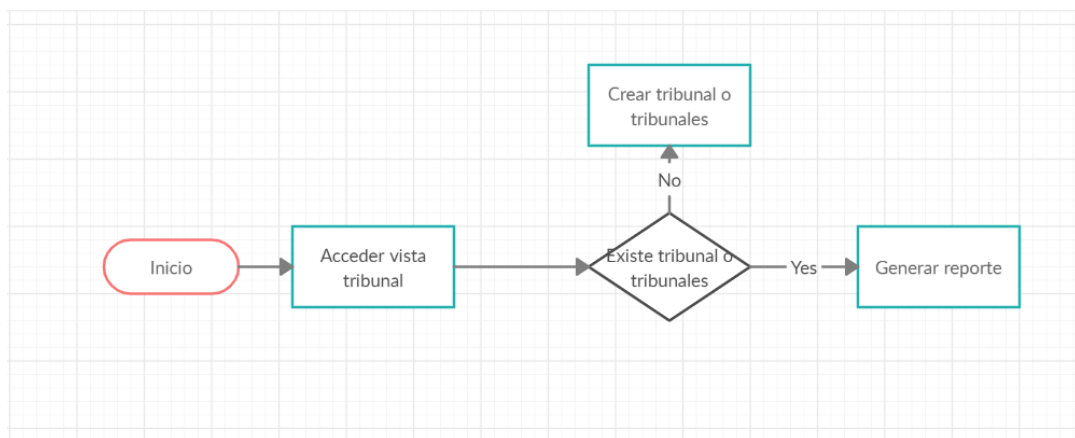 Crear tribunal o
tribunales
No
Inicio
Acceder vista
tribunal
Existe tribunal o
tribunales
Yes
Generar reporte